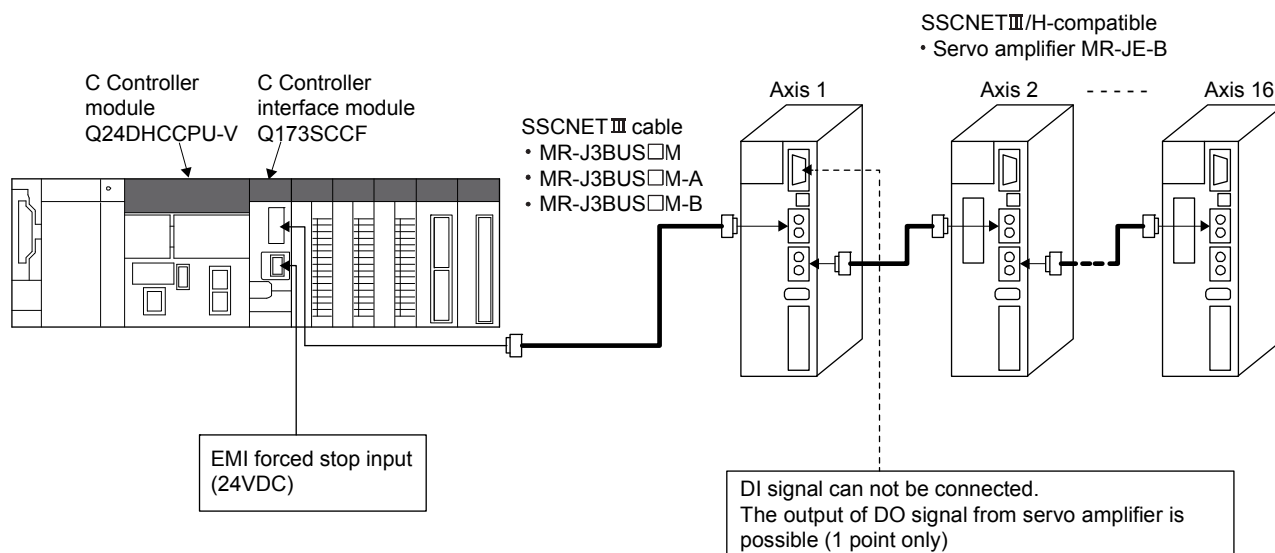 SSCNETⅢ/H-compatible
• Servo amplifier MR-JE-B
C Controller
module
Q24DHCCPU-V
C Controller
interface module
Q173SCCF
Axis 1
Axis 2
Axis 16
SSCNETⅢ cable
• MR-J3BUS□M
• MR-J3BUS□M-A
• MR-J3BUS□M-B
EMI forced stop input
(24VDC)
DI signal can not be connected.
The output of DO signal from servo amplifier is
possible (1 point only)